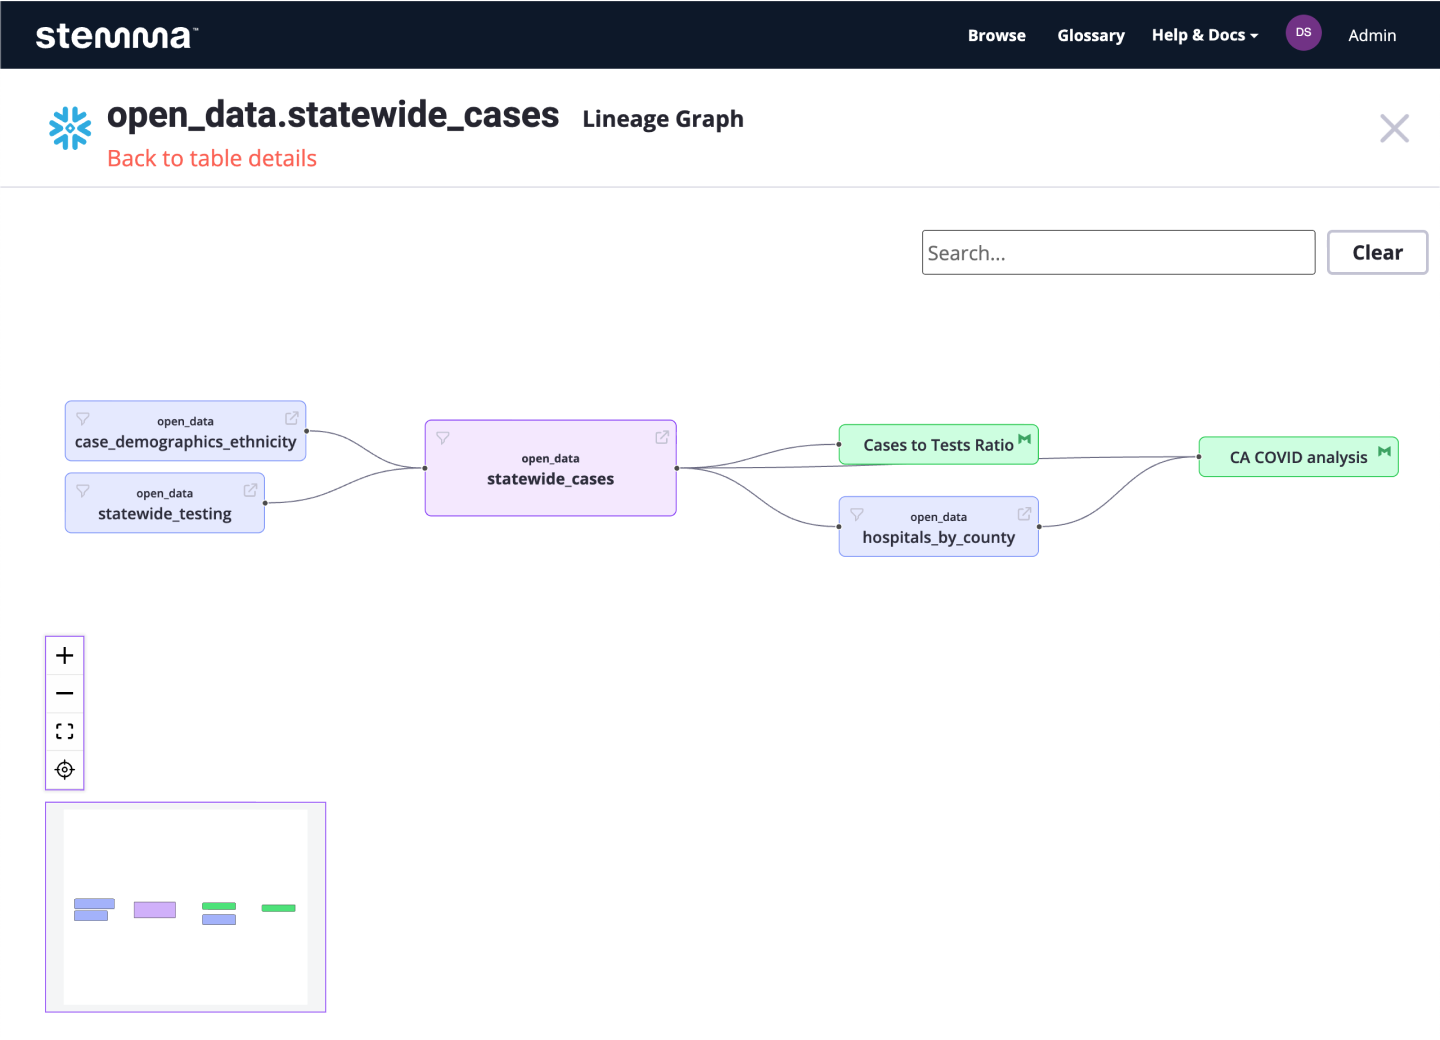 stemma™
Browse Glossary Help & Docs DS Admin
open_data.statewide_cases Lineage Graph
Back to table details
Search...
Clear
open_data
case_demographics_ethnicity
open_data
statewide_testing
open_data
statewide_cases
Cases to Tests Ratio
open_data
hospitals_by_county
CA COVID analysis